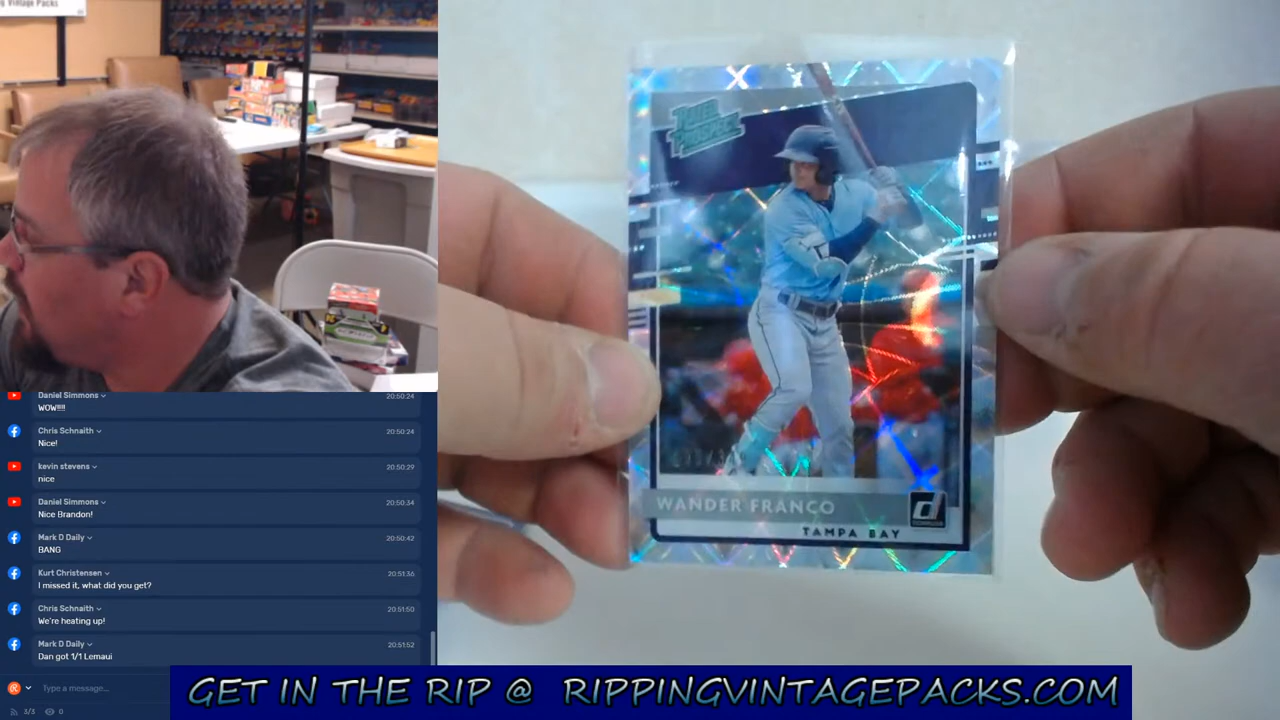 g Vintage Packs
Daniel Simmons
20:50:24
WOW!!!!
Chris Schnaith
20:50:24
Nice!
kevin stevens
20:50:29
nice
Daniel Simmons
20:50:34
Nice Brandon!
Mark D Daily
20:50:42
BANG
Kurt Christensen
20:51:36
I missed it, what did you get?
Chris Schnaith
20:51:50
We're heating up!
Mark D Daily
20:51:52
Dan got 1/1 Lemaui
Type a message...
3/3
0
RATED
PROSPECT
WANDER FRANCO
d
DONRUSS
TAMPA BAY
GET IN THE RIP @ RIPPINGVINTAGEPACKS.COM